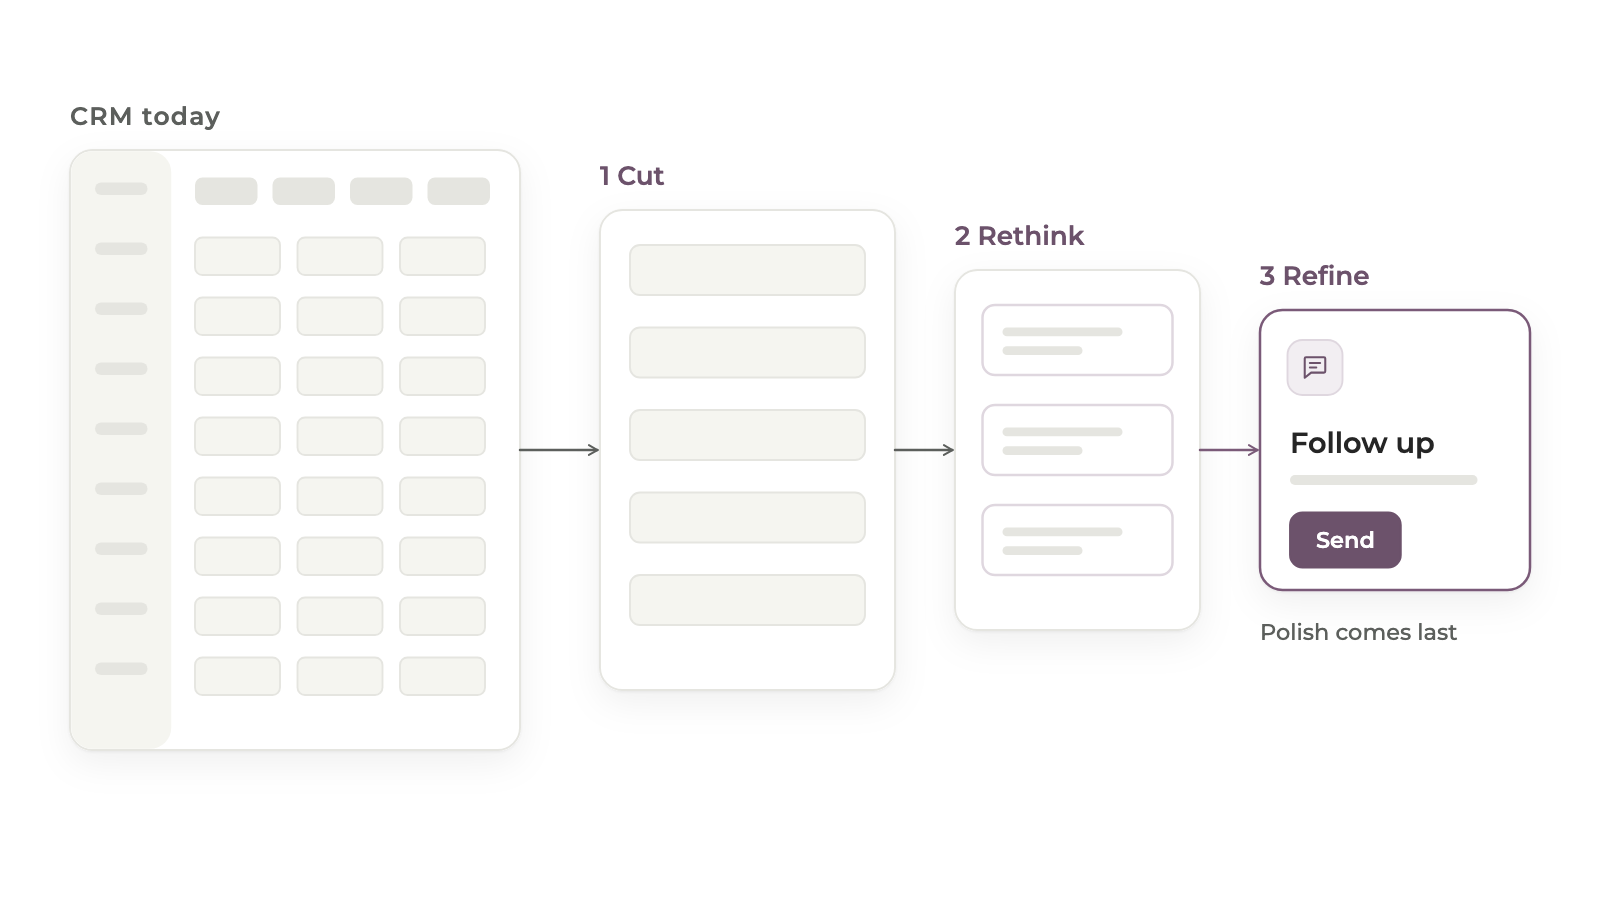 CRM today
1 Cut
2 Rethink
3 Refine
Follow up
Send
Polish comes last